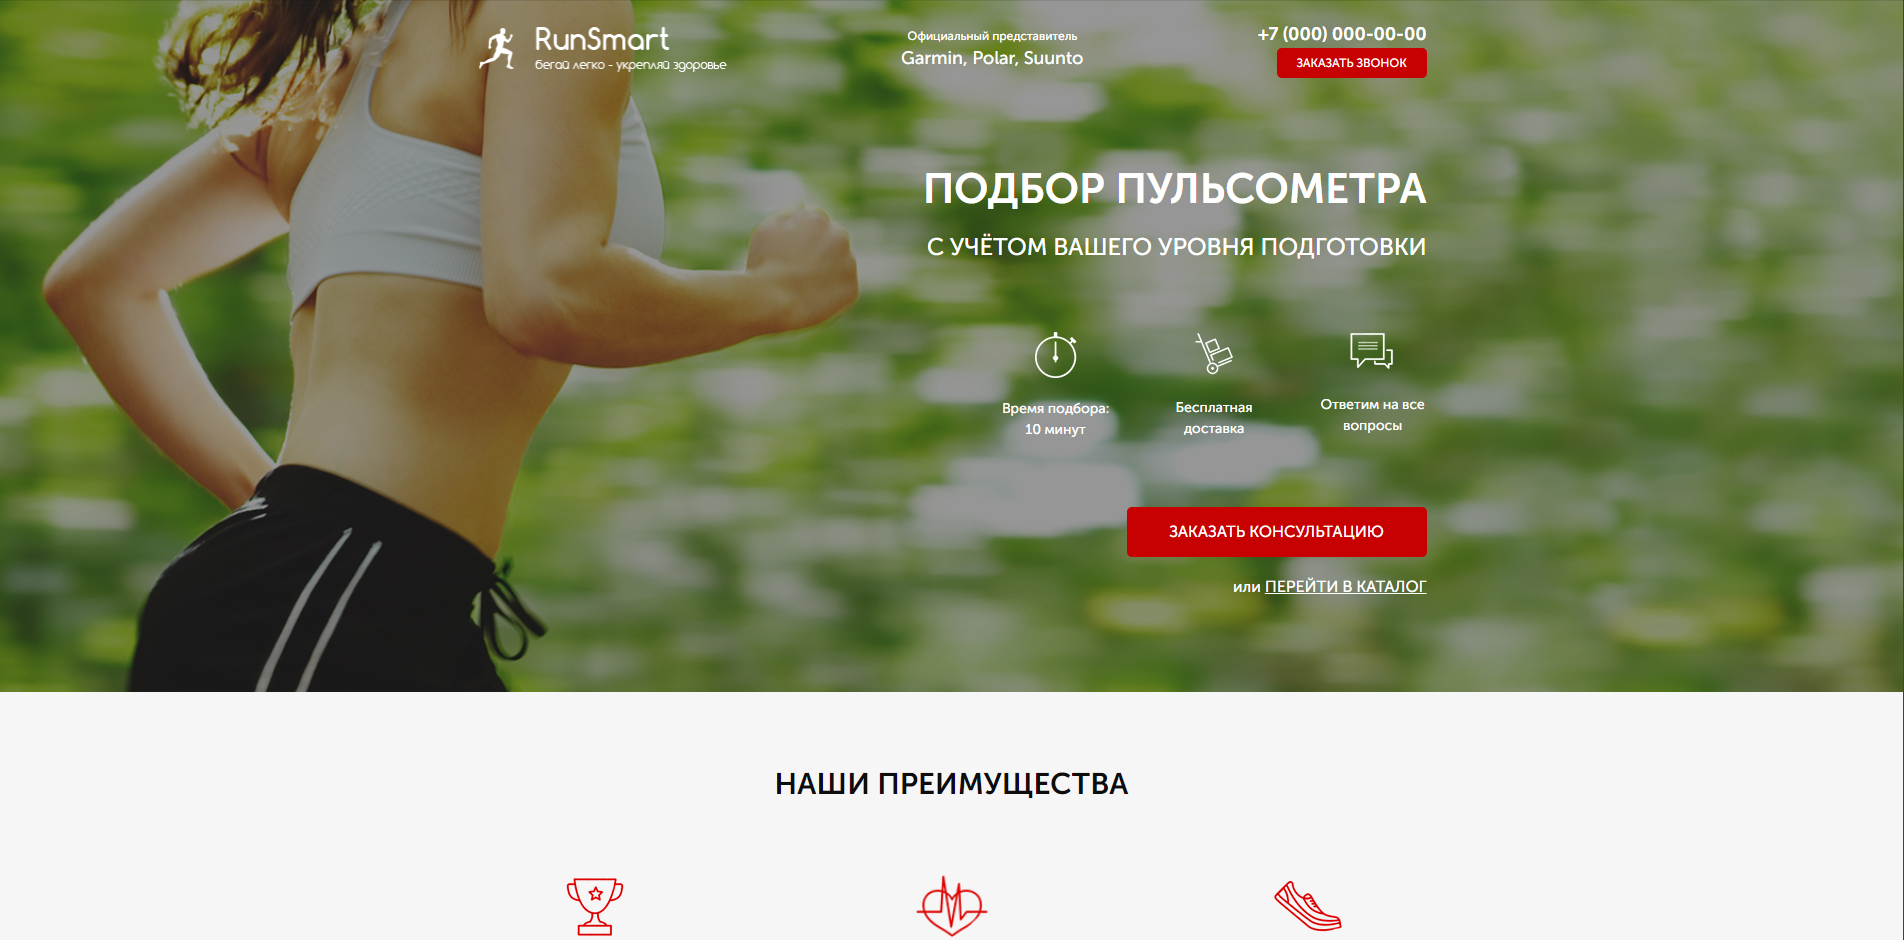 RunSmart
бегай легко - укрепляй здоровье
Официальный представитель
Garmin, Polar, Suunto
+7 (000) 000-00-00
ЗАКАЗАТЬ ЗВОНОК
ПОДБОР ПУЛЬСОМЕТРА
С УЧЁТОМ ВАШЕГО УРОВНЯ ПОДГОТОВКИ
Время подбора:
10 минут
Бесплатная
доставка
Ответим на все
вопросы
ЗАКАЗАТЬ КОНСУЛЬТАЦИЮ
или ПЕРЕЙТИ В КАТАЛОГ
НАШИ ПРЕИМУЩЕСТВА